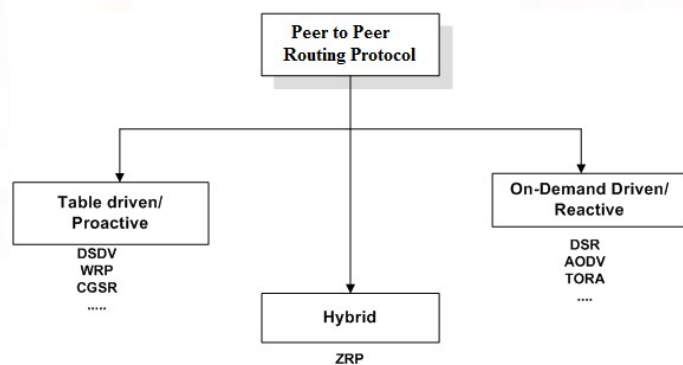 Peer to Peer
Routing Protocol
Table driven/
Proactive
DSDV
WRP
CGSR
.....
Hybrid
ZRP
On-Demand Driven/
Reactive
DSR
AODV
TORA
....